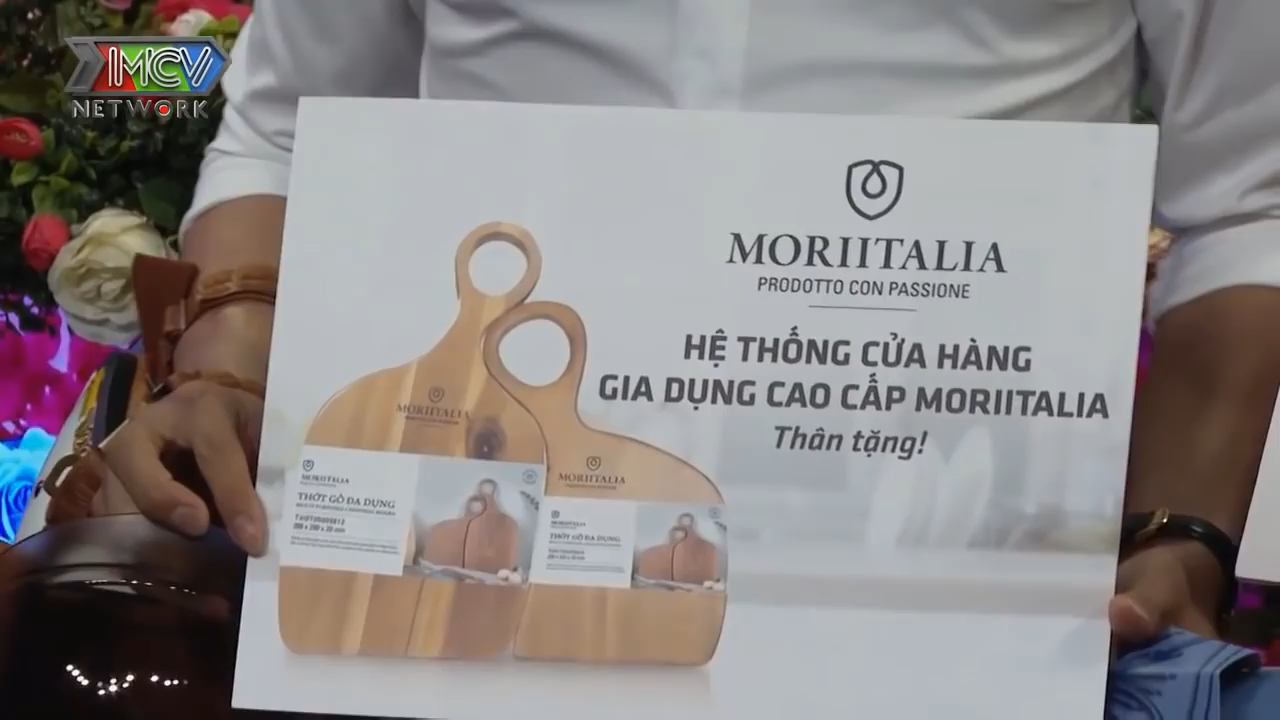 MCV
NETWORK
MORIITALIA
PRODOTTO CON PASSIONE
HỆ THỐNG CỬA HÀNG
GIA DỤNG CAO CẤP MORIITALIA
Thân tặng!
MORIITALIA
MORIITALIA
MORIITALIA
THỚT GỖ ĐA DỤNG
MORIITALIA
THỚT GỖ ĐA DỤNG